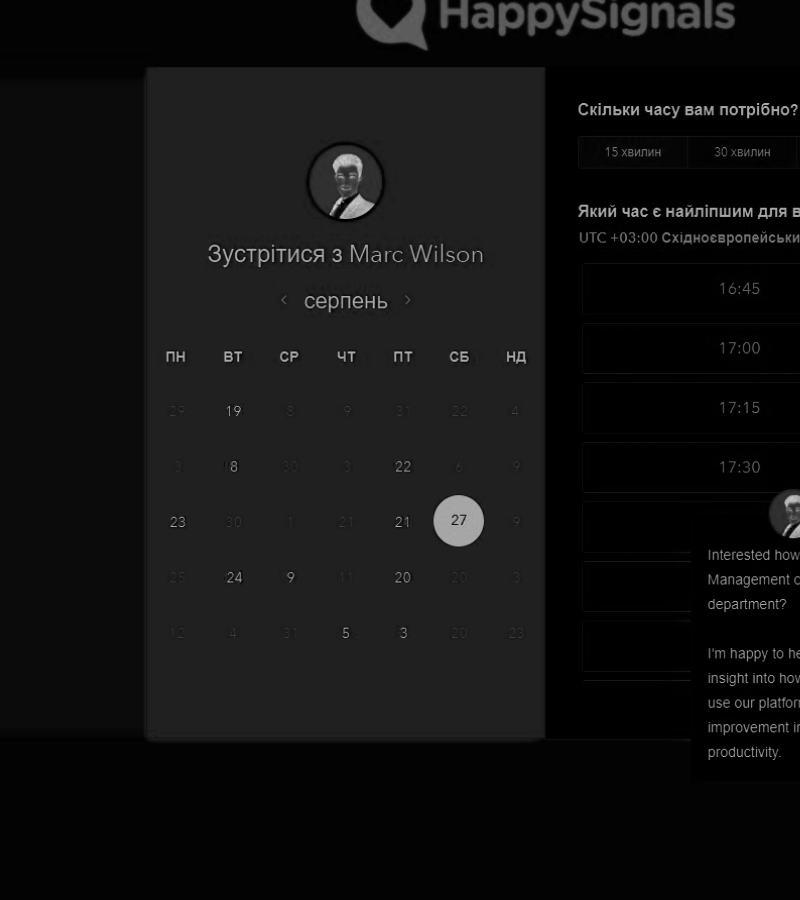 HappySignals
Зустрітися з Marc Wilson
‹ серпень ›
ПН ВТ СР ЧТ ПТ СБ НД
29 19 8 9 31 22 4
3 8 30 3 22 6 9
23 30 1 21 21 27 9
25 24 9 11 20 20 3
12 4 31 5 3 20 23
Скільки часу вам потрібно?
15 хвилин 30 хвилин
Який час є найліпшим для в
UTC +03:00 Східноєвропейськи
16:45
17:00
17:15
17:30
Interested how
Management c
department?
I'm happy to he
insight into how
use our platfor
improvement in
productivity.